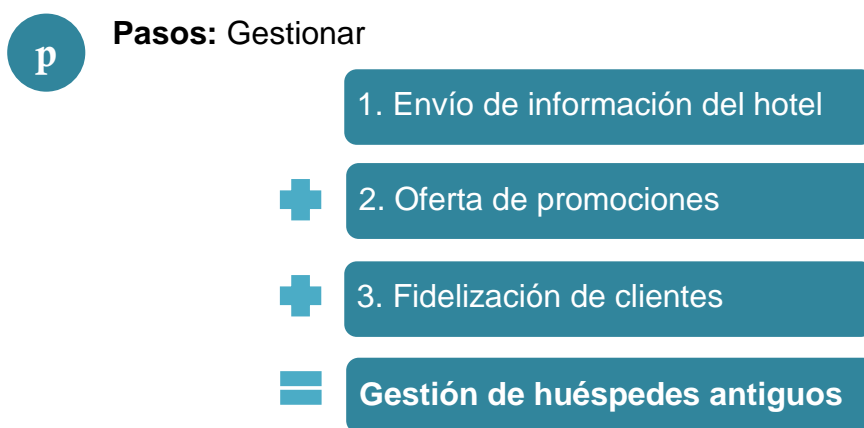 p
Pasos: Gestionar
1. Envío de información del hotel
2. Oferta de promociones
3. Fidelización de clientes
Gestión de huéspedes antiguos